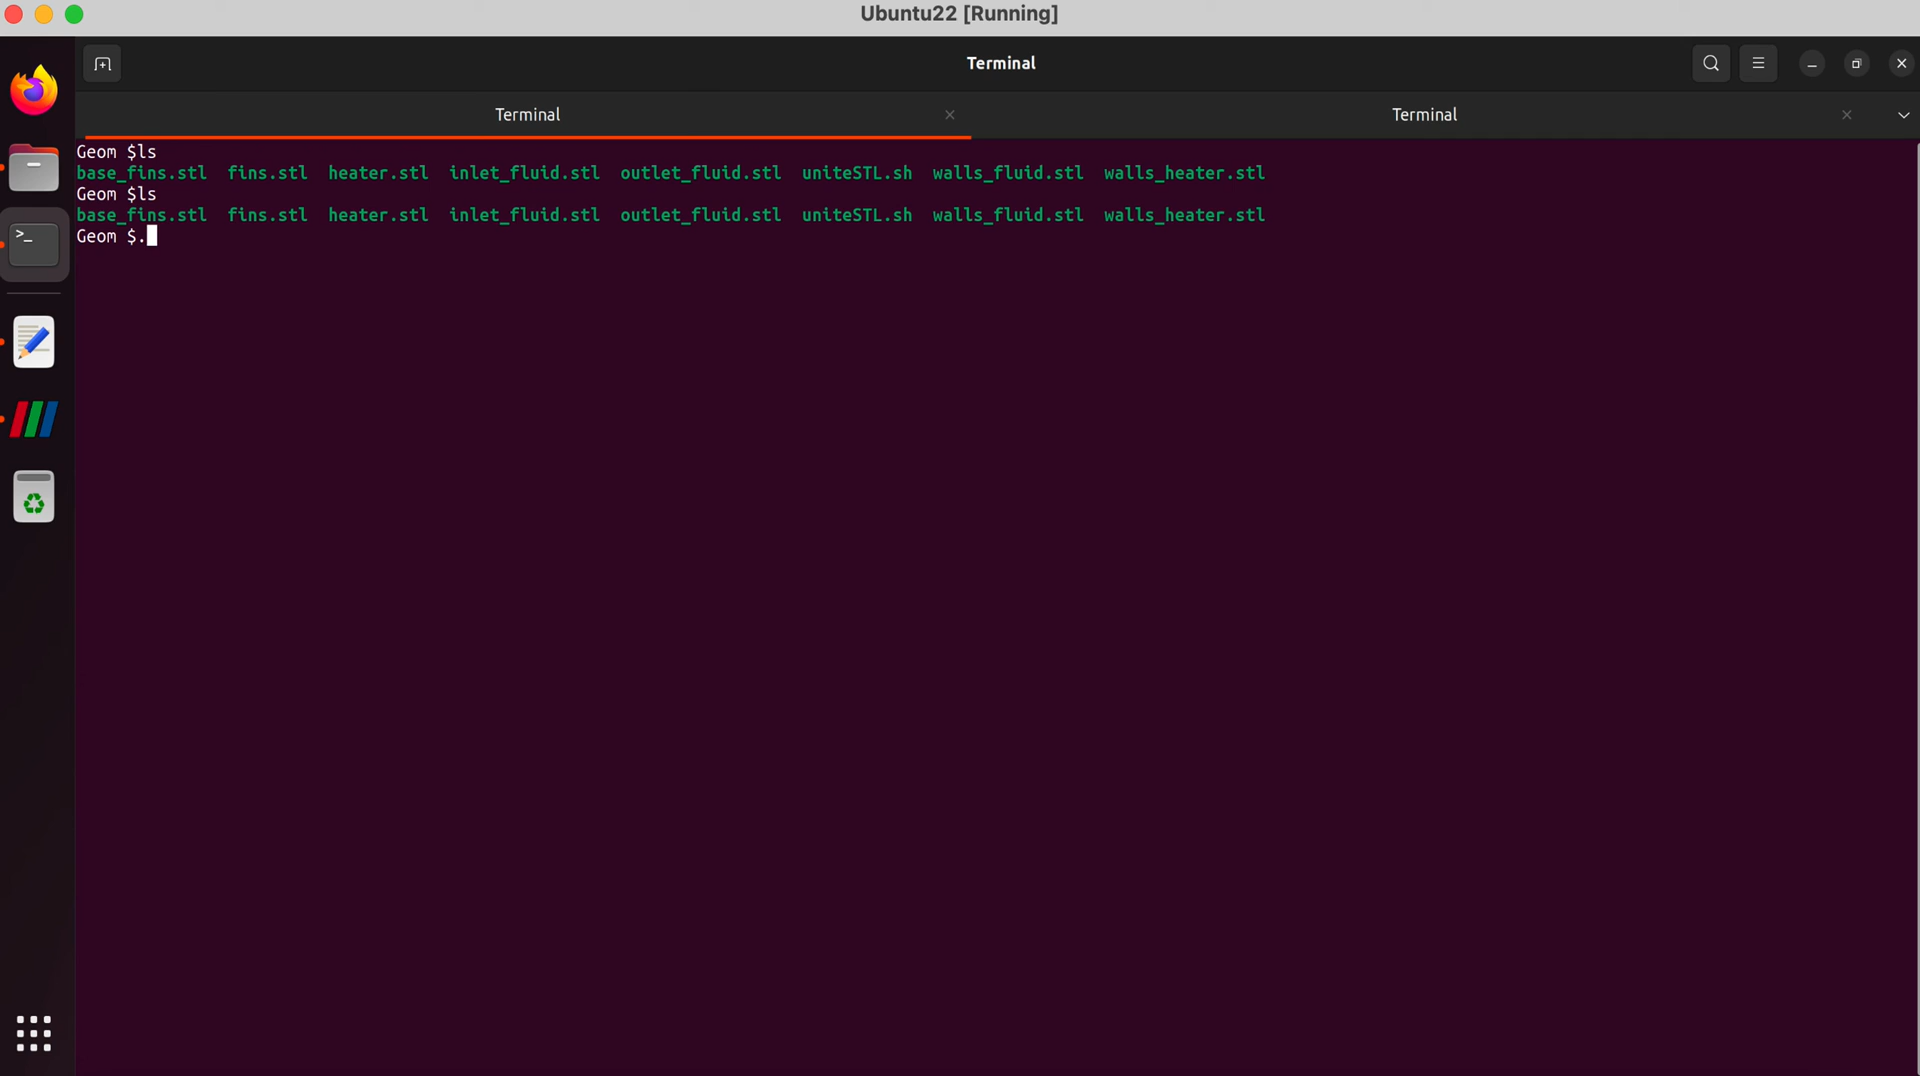 Ubuntu22 [Running]
Terminal
Terminal
Terminal
Geom $ls
base_fins.stl  fins.stl  heater.stl  inlet_fluid.stl  outlet_fluid.stl  uniteSTL.sh  walls_fluid.stl  walls_heater.stl
Geom $ls
base_fins.stl  fins.stl  heater.stl  inlet_fluid.stl  outlet_fluid.stl  uniteSTL.sh  walls_fluid.stl  walls_heater.stl
Geom $.